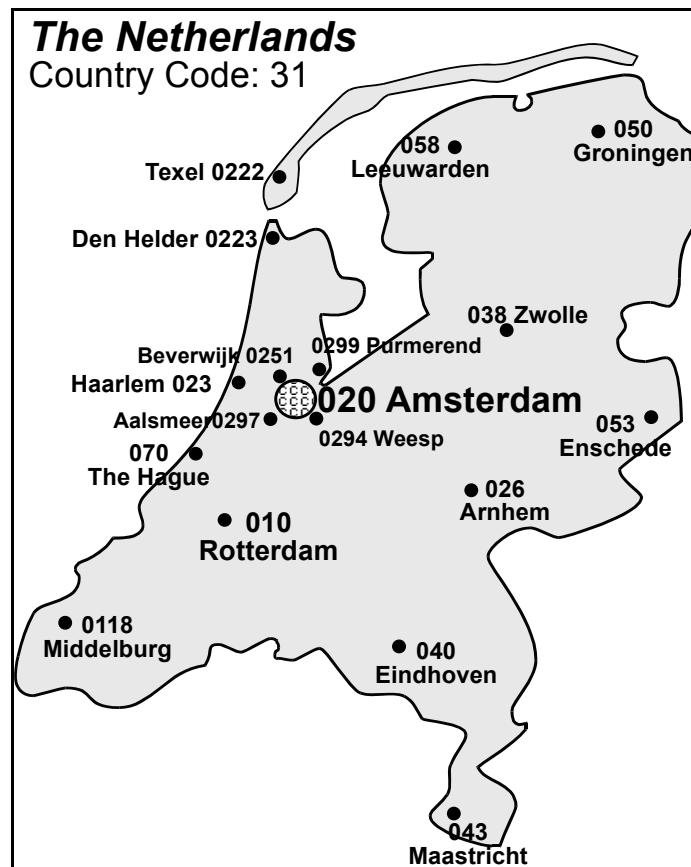 The Netherlands
Country Code: 31
050
Groningen
058
Leeuwarden
Texel 0222
Den Helder 0223
038 Zwolle
0299 Purmerend
Beverwijk 0251
Haarlem 023
020 Amsterdam
Aalsmeer0297
0294 Weesp
053
Enschede
070
The Hague
026
Arnhem
010
Rotterdam
0118
Middelburg
040
Eindhoven
043
Maastricht